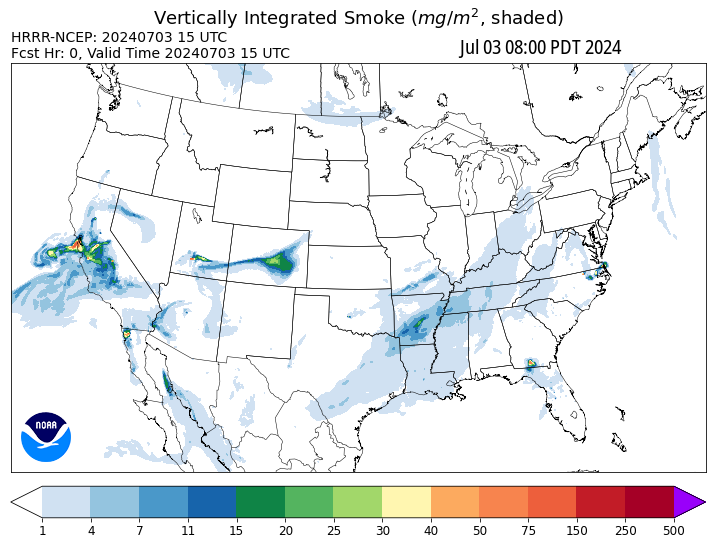 Vertically Integrated Smoke (mg/m², shaded)
HRRR-NCEP: 20240703 15 UTC
Fcst Hr: 0, Valid Time 20240703 15 UTC
Jul 03 08:00 PDT 2024
NOAA
1 4 7 11 15 20 25 30 40 50 75 150 250 500